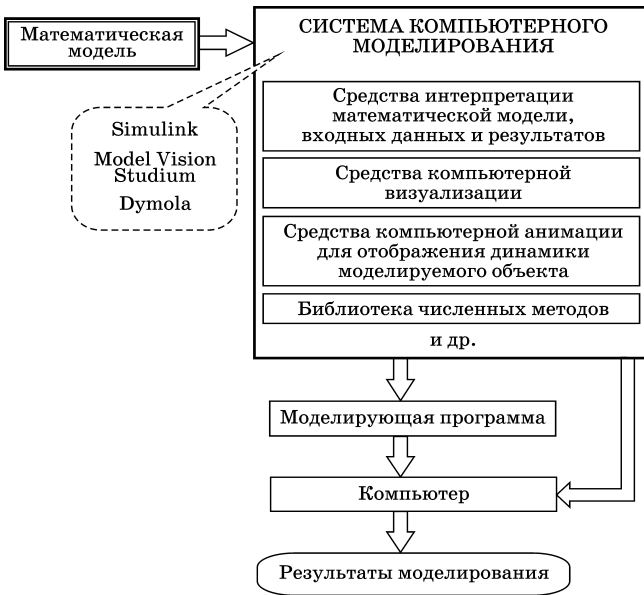 Математическая
модель
СИСТЕМА КОМПЬЮТЕРНОГО
МОДЕЛИРОВАНИЯ
Simulink
Model Vision
Studium
Dymola
Средства интерпретации
математической модели,
входных данных и результатов
Средства компьютерной
визуализации
Средства компьютерной анимации
для отображения динамики
моделируемого объекта
Библиотека численных методов
и др.
Моделирующая программа
Компьютер
Результаты моделирования